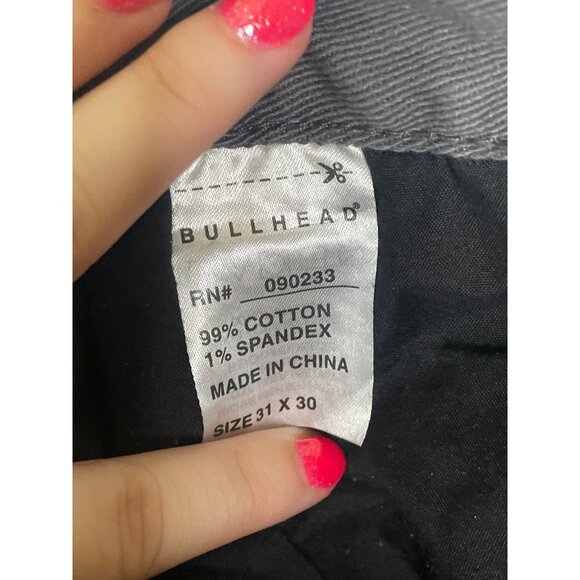 BULLHEAD®
RN# 090233
99% COTTON
1% SPANDEX
MADE IN CHINA
SIZE 31 X 30